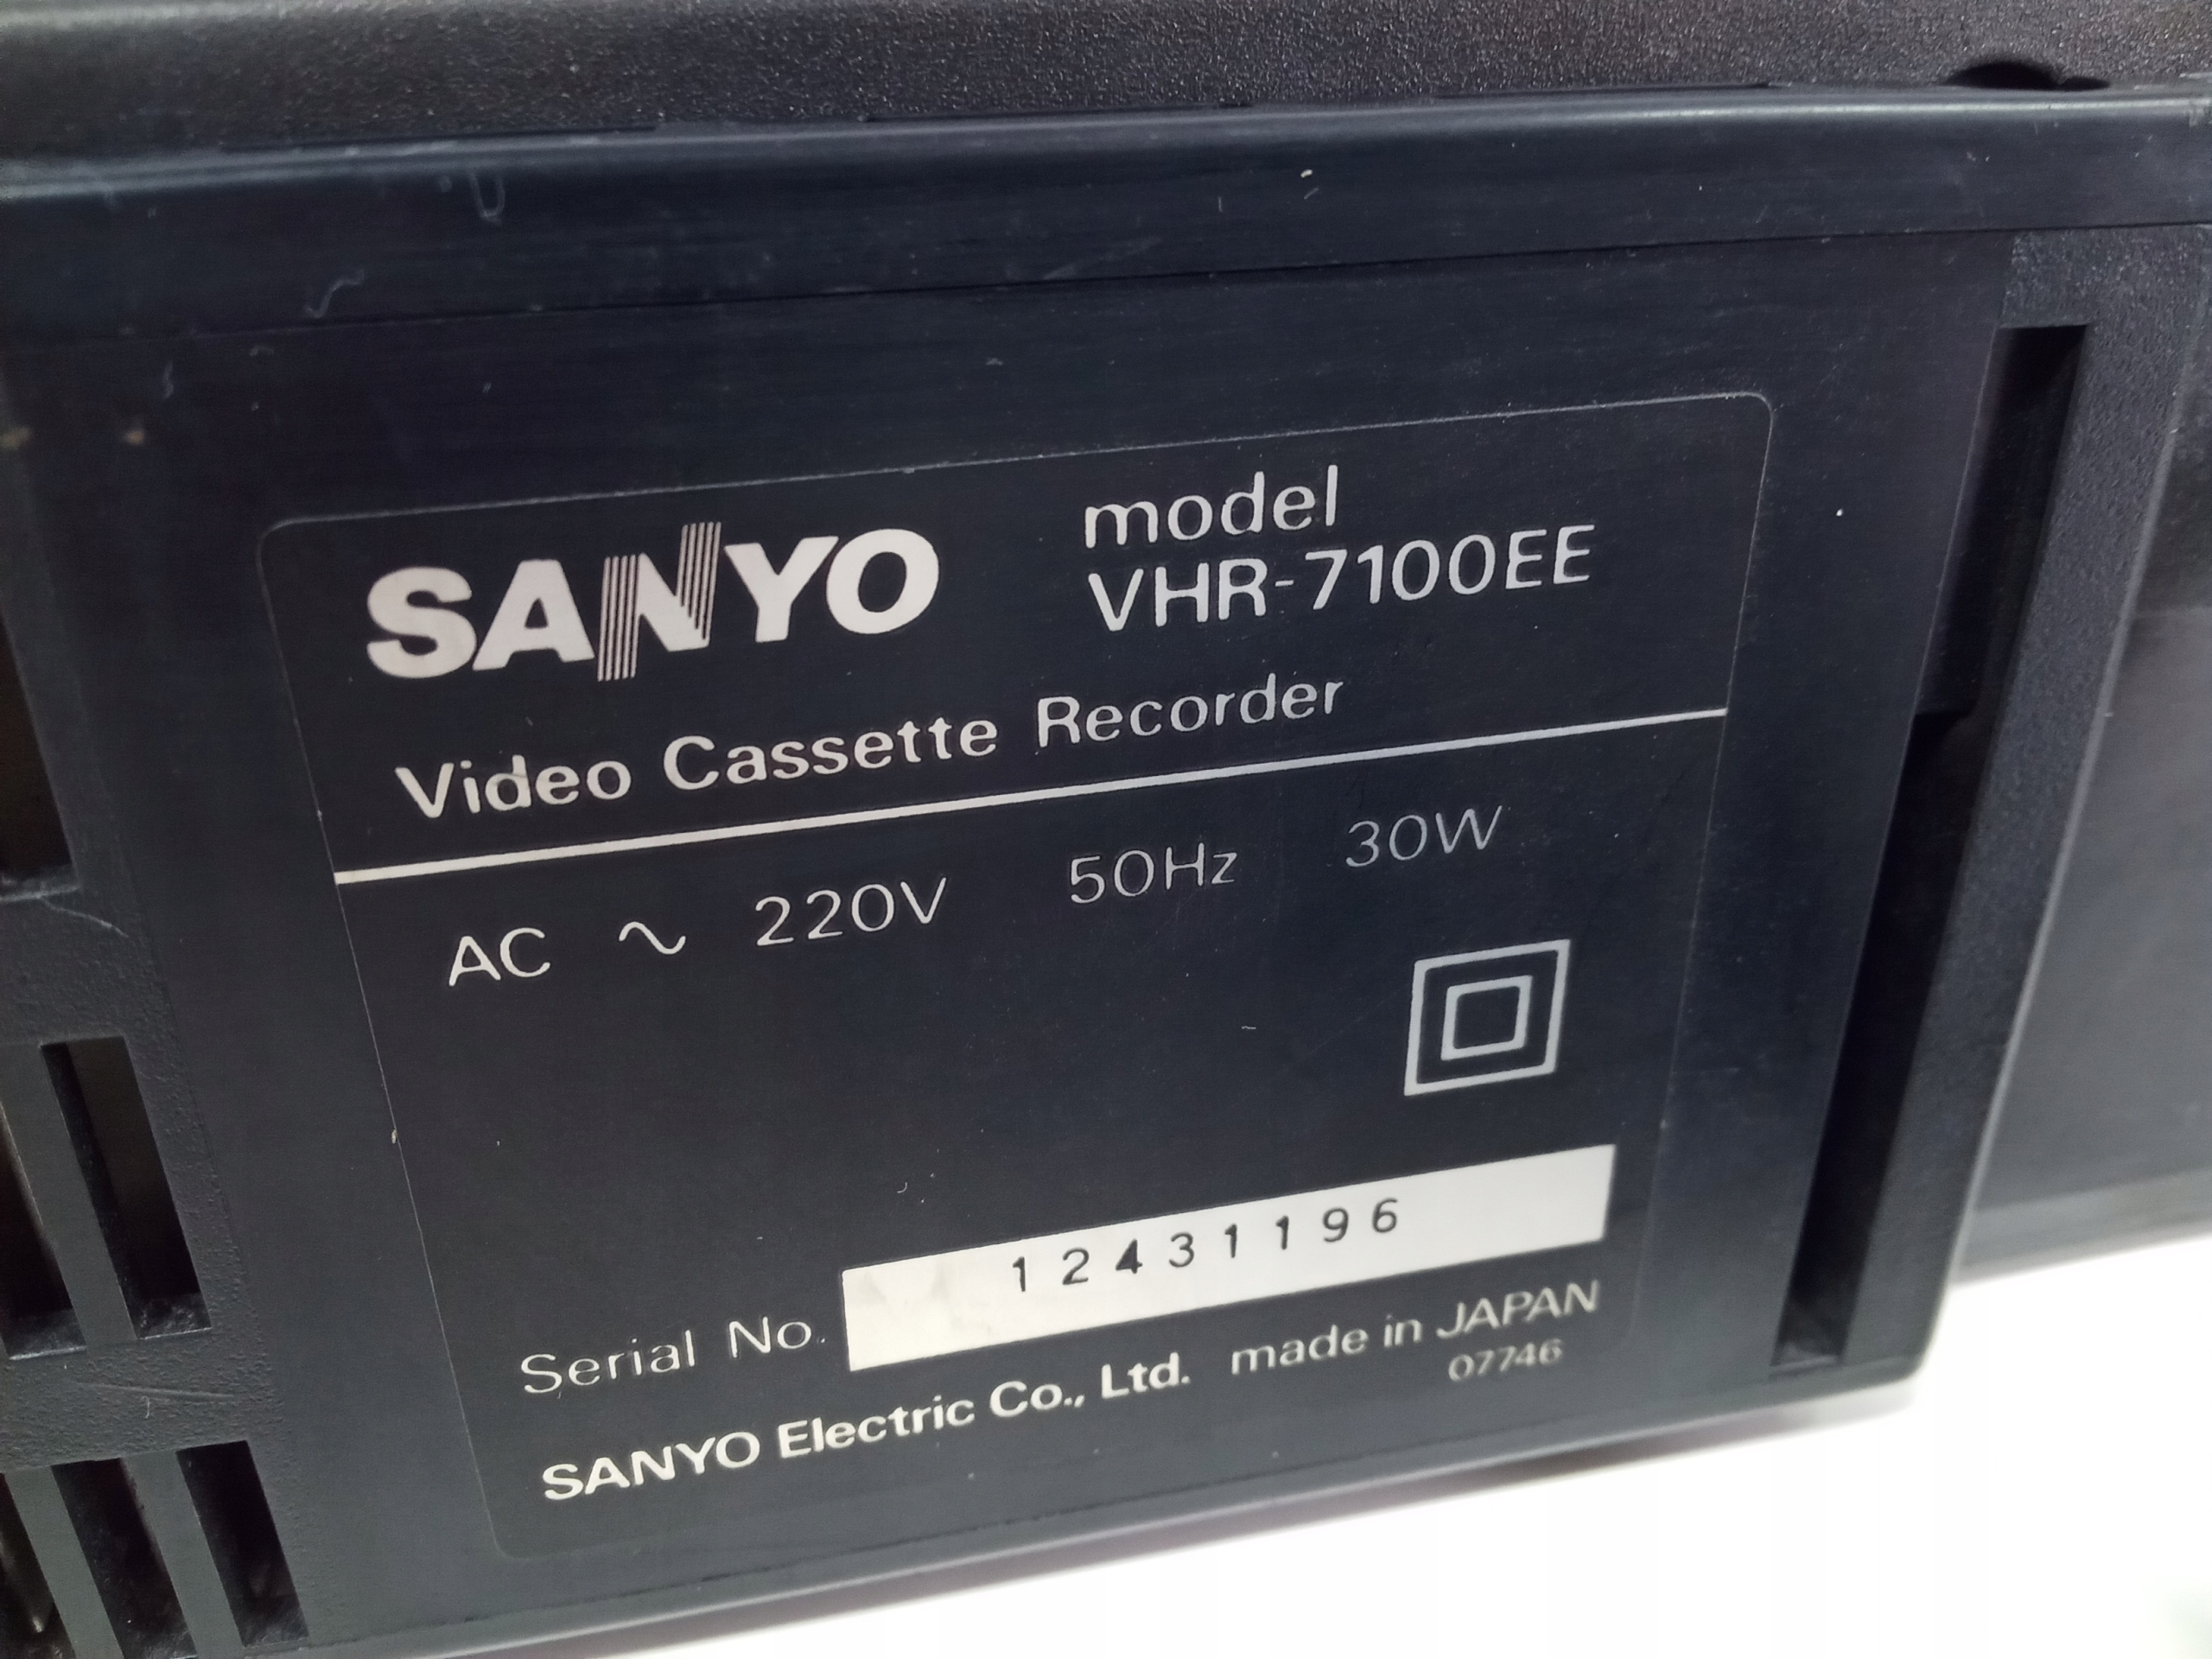 SANYO
model
VHR-7100EE
Video Cassette Recorder
AC ∿ 220V 50Hz 30W
Serial No. 12431196
SANYO Electric Co., Ltd. made in JAPAN
07746